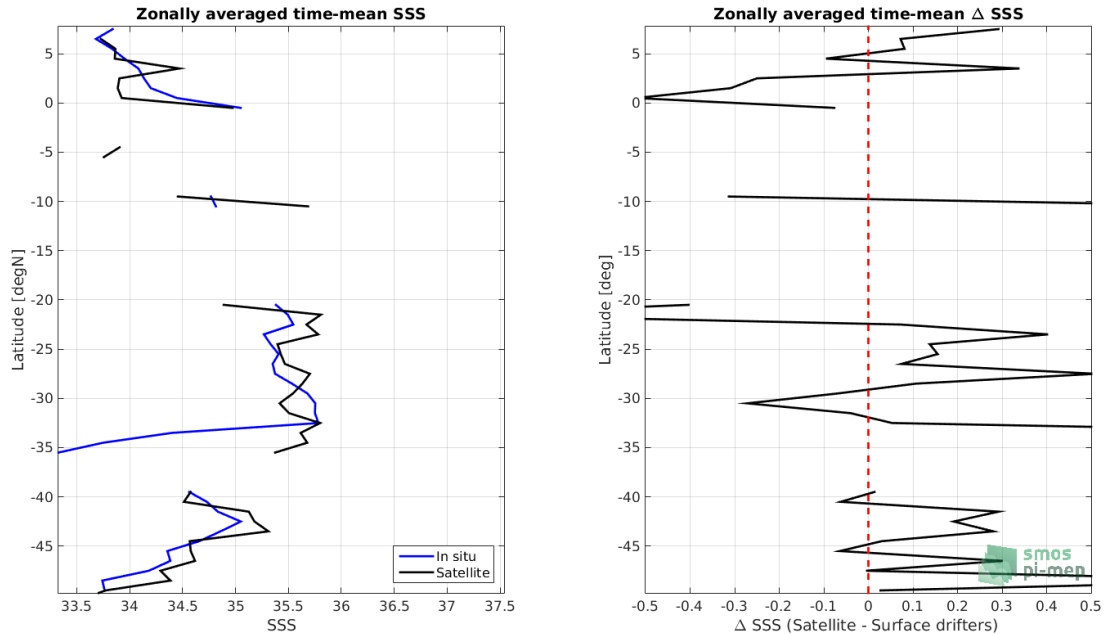 Zonally averaged time-mean SSS
5
0
-5
-10
-15
-20
-25
-30
-35
-40
-45
Latitude [degN]
33.5 34 34.5 35 35.5 36 36.5 37 37.5
SSS
In situ
Satellite
Zonally averaged time-mean Δ SSS
5
0
-5
-10
-15
-20
-25
-30
-35
-40
-45
Latitude [deg]
-0.5 -0.4 -0.3 -0.2 -0.1 0 0.1 0.2 0.3 0.4 0.5
Δ SSS (Satellite - Surface drifters)
smos
pi-mep